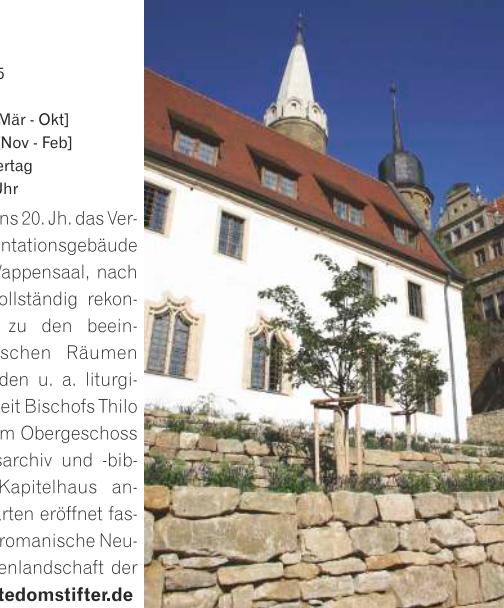 5
Mär - Okt]
Nov - Feb]
ertag
Uhr
ns 20. Jh. das Ver-
entationsgebäude
Wappensaal, nach
ollständig rekon-
zu den beein-
schen Räumen
den u. a. liturgi-
eit Bischofs Thilo
m Obergeschoss
sarchiv und -bib-
Kapitelhaus an-
arten eröffnet fas-
romanische Neu-
enlandschaft der
tedomstifter.de